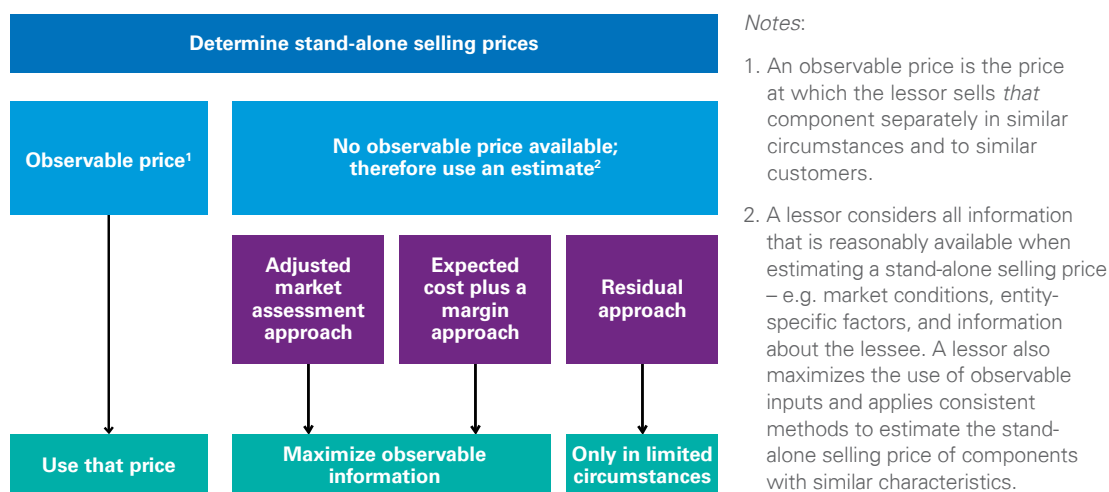 Determine stand-alone selling prices
Observable price¹
No observable price available;
therefore use an estimate²
Adjusted
market
assessment
approach
Expected
cost plus a
margin
approach
Residual
approach
Use that price
Maximize observable
information
Only in limited
circumstances
Notes:
1. An observable price is the price
at which the lessor sells that
component separately in similar
circumstances and to similar
customers.
2. A lessor considers all information
that is reasonably available when
estimating a stand-alone selling price
– e.g. market conditions, entity-
specific factors, and information
about the lessee. A lessor also
maximizes the use of observable
inputs and applies consistent
methods to estimate the stand-
alone selling price of components
with similar characteristics.